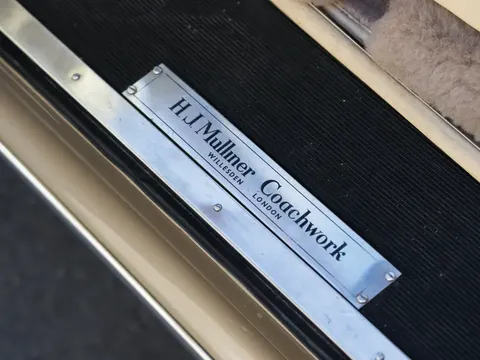 H.J Mulliner Coachwork
WILLESDEN LONDON